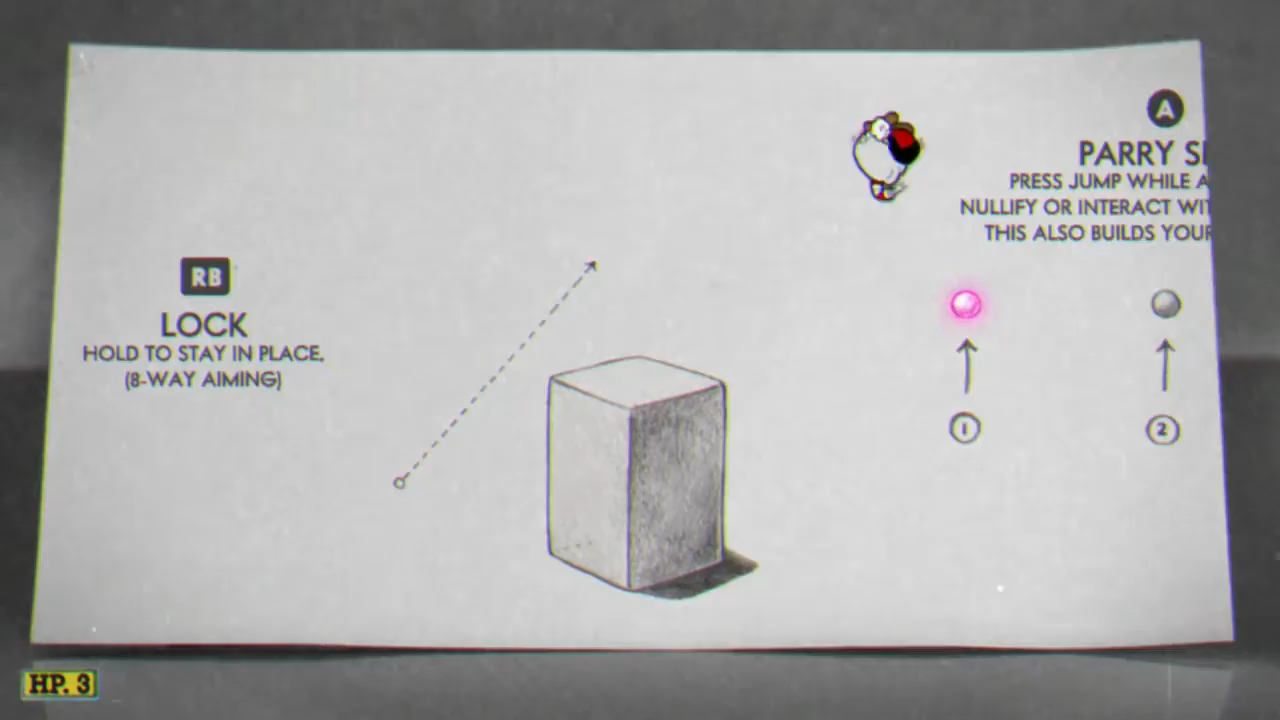 RB
LOCK
HOLD TO STAY IN PLACE,
(8-WAY AIMING)
A
PARRY
PRESS JUMP WHILE
NULLIFY OR INTERACT
THIS ALSO BUILDS YOUR
1
2
HP. 3